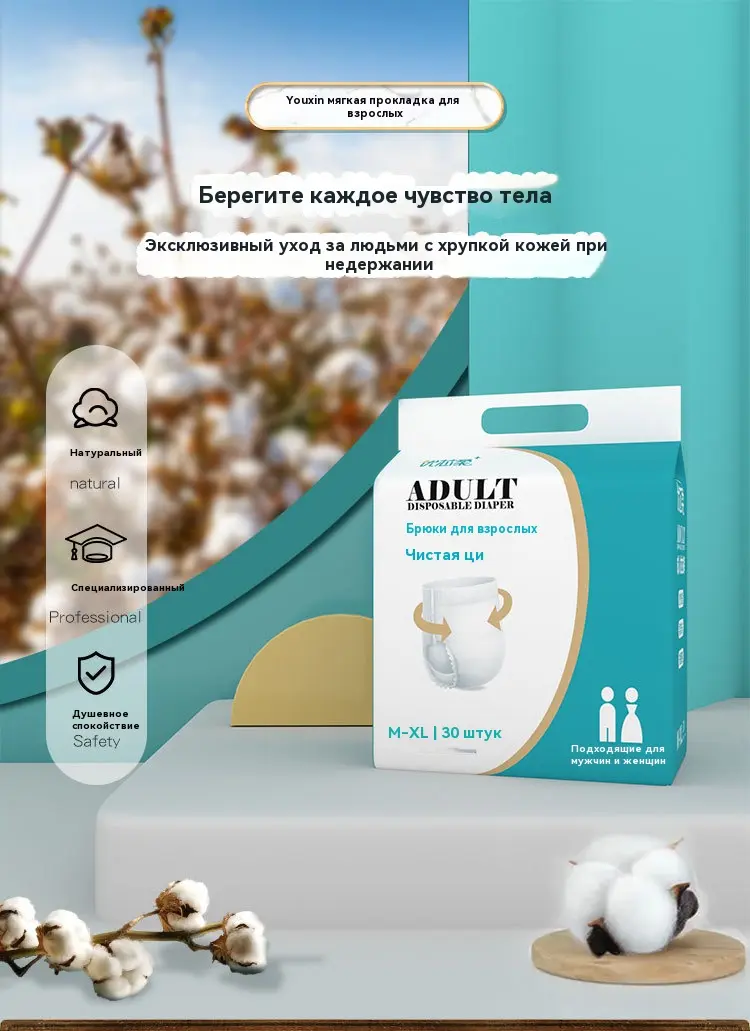 Youxin мягкая прокладка для
взрослых
Берегите каждое чувство тела
Эксклюзивный уход за людьми с хрупкой кожей при
недержании
Натуральный
natural
Специализированный
Professional
Душевное
спокойствие
Safety
ADULT
DISPOSABLE DIAPER
Брюки для взрослых
Чистая ци
M-XL | 30 штук
Подходящие для
мужчин и женщин